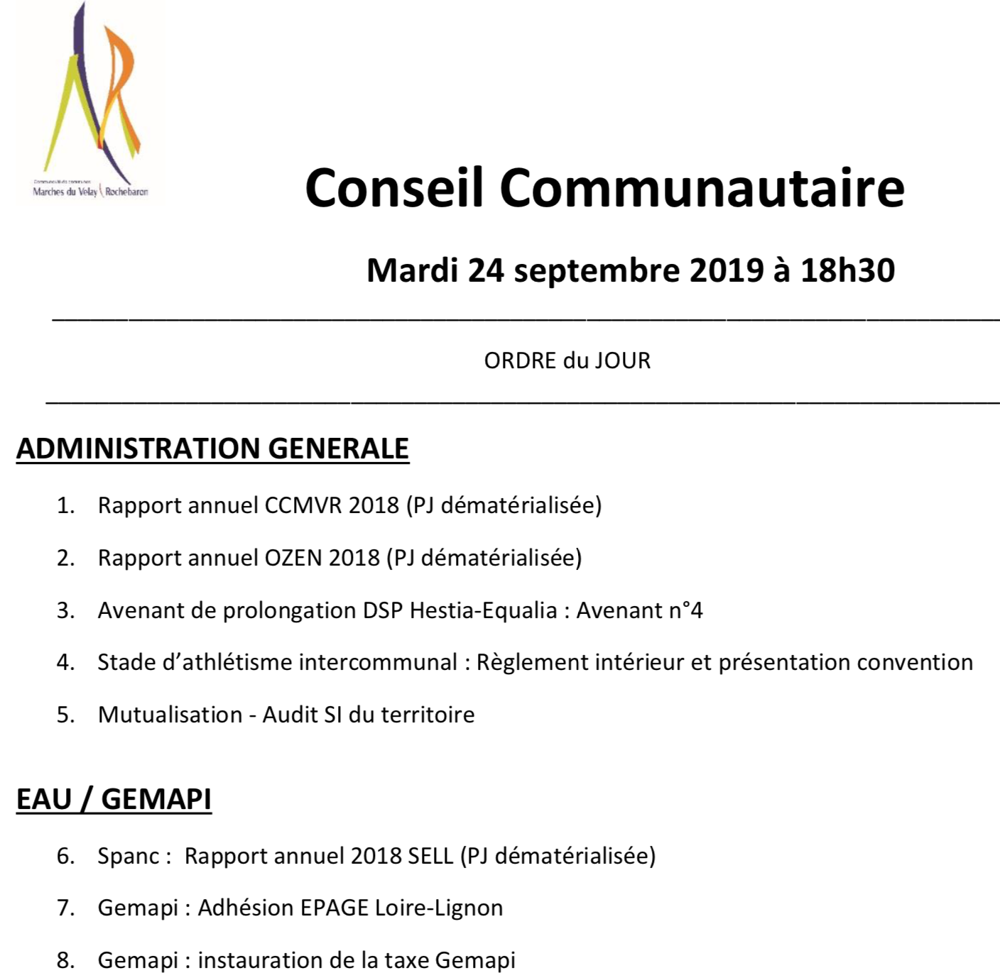 Communauté de communes
Marches du Velay Rochebaron
Conseil Communautaire
Mardi 24 septembre 2019 à 18h30
ORDRE du JOUR
ADMINISTRATION GENERALE
1. Rapport annuel CCMVR 2018 (PJ dématérialisée)
2. Rapport annuel OZEN 2018 (PJ dématérialisée)
3. Avenant de prolongation DSP Hestia-Equalia : Avenant n°4
4. Stade d’athlétisme intercommunal : Règlement intérieur et présentation convention
5. Mutualisation - Audit SI du territoire
EAU / GEMAPI
6. Spanc :  Rapport annuel 2018 SELL (PJ dématérialisée)
7. Gemapi : Adhésion EPAGE Loire-Lignon
8. Gemapi : instauration de la taxe Gemapi